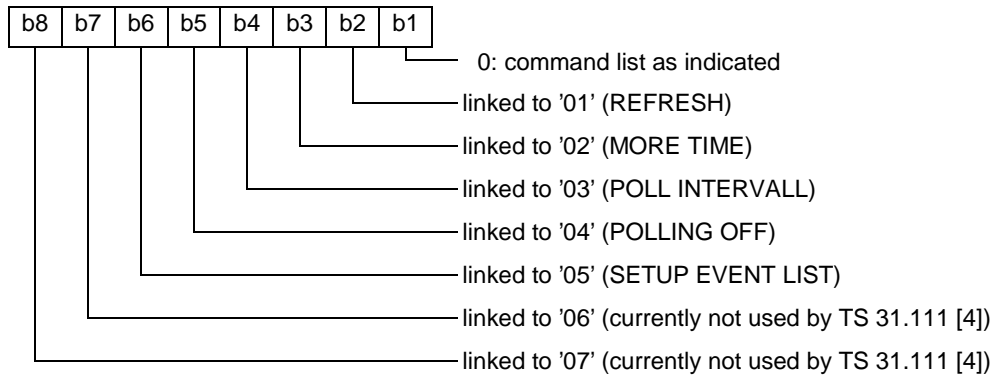 b8 b7 b6 b5 b4 b3 b2 b1
0: command list as indicated
linked to '01' (REFRESH)
linked to '02' (MORE TIME)
linked to '03' (POLL INTERVALL)
linked to '04' (POLLING OFF)
linked to '05' (SETUP EVENT LIST)
linked to '06' (currently not used by TS 31.111 [4])
linked to '07' (currently not used by TS 31.111 [4])